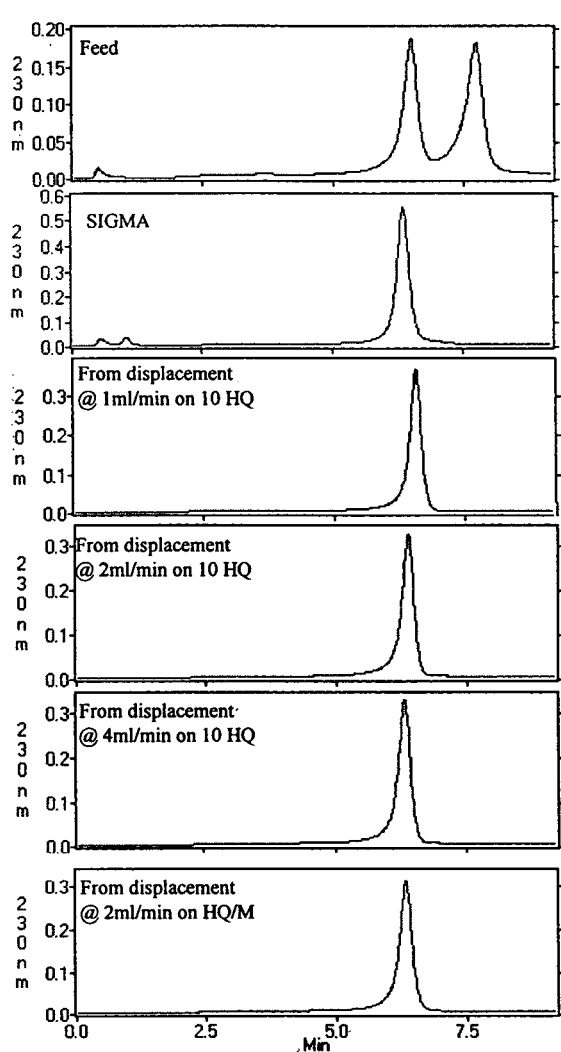 Feed
0.20
0.15
0.10
0.05
0.00
230nm
SIGMA
0.6
0.5
0.4
0.3
0.2
0.1
0.0
230nm
From displacement
@ 1ml/min on 10 HQ
0.3
0.2
0.1
0.0
230nm
From displacement
@ 2ml/min on 10 HQ
0.3
0.2
0.1
0.0
230nm
From displacement
@ 4ml/min on 10 HQ
0.3
0.2
0.1
0.0
230nm
From displacement
@ 2ml/min on HQ/M
0.3
0.2
0.1
0.0
230nm
0.0 2.5 5.0 7.5
Min